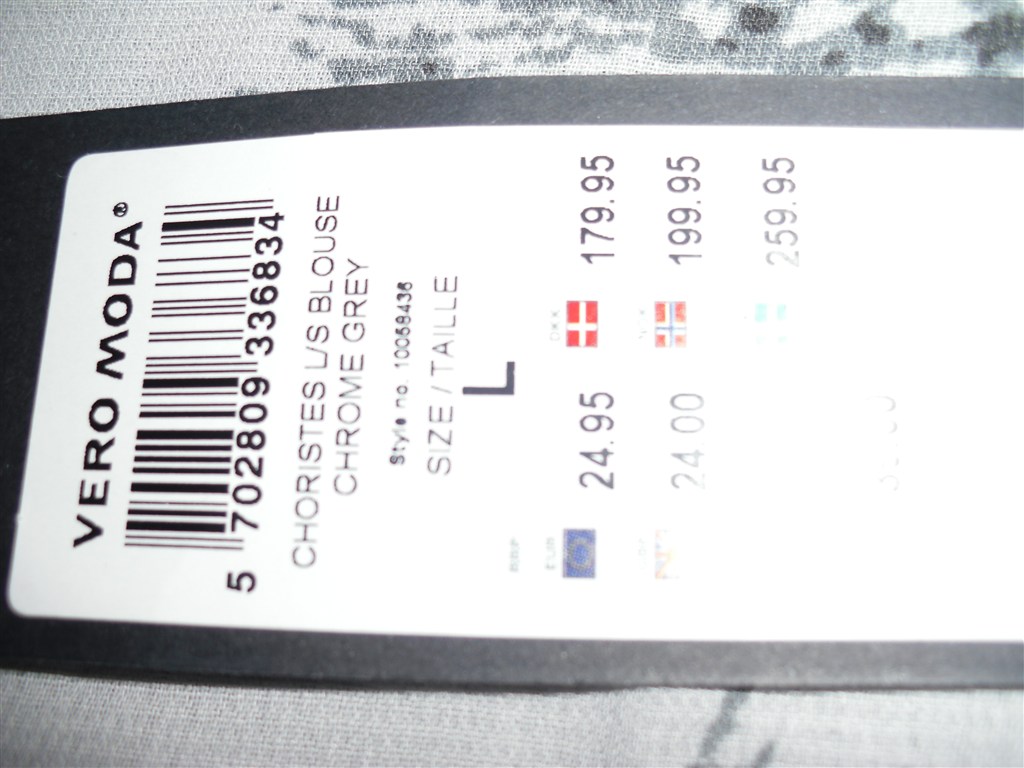 VERO MODA®
5 702809 336834
CHORISTES L/S BLOUSE
CHROME GREY
Style no. 10058436
SIZE / TAILLE
L
RRP
EUR 24.95 DKK 179.95
24.00 199.95
259.95